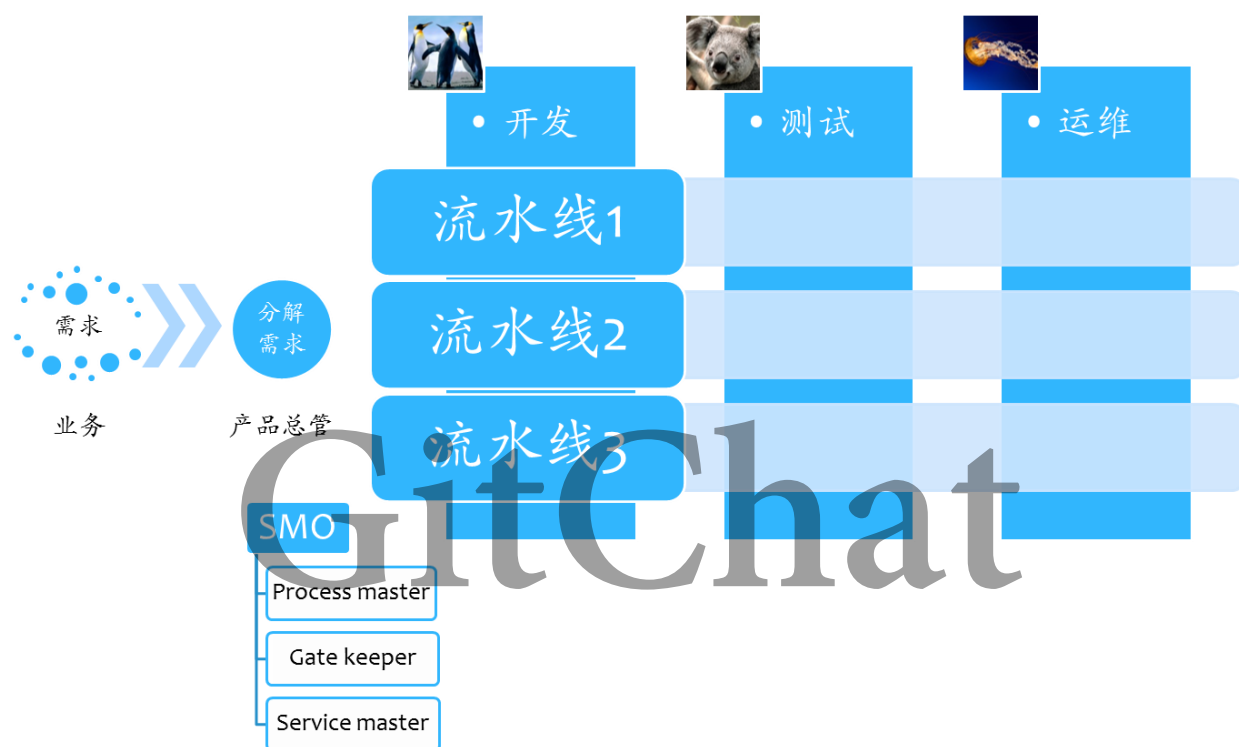 • 开发
• 测试
• 运维
流水线1
流水线2
流水线3
需求
分解
需求
业务
产品总管
GitChat
SMO
Process master
Gate keeper
Service master